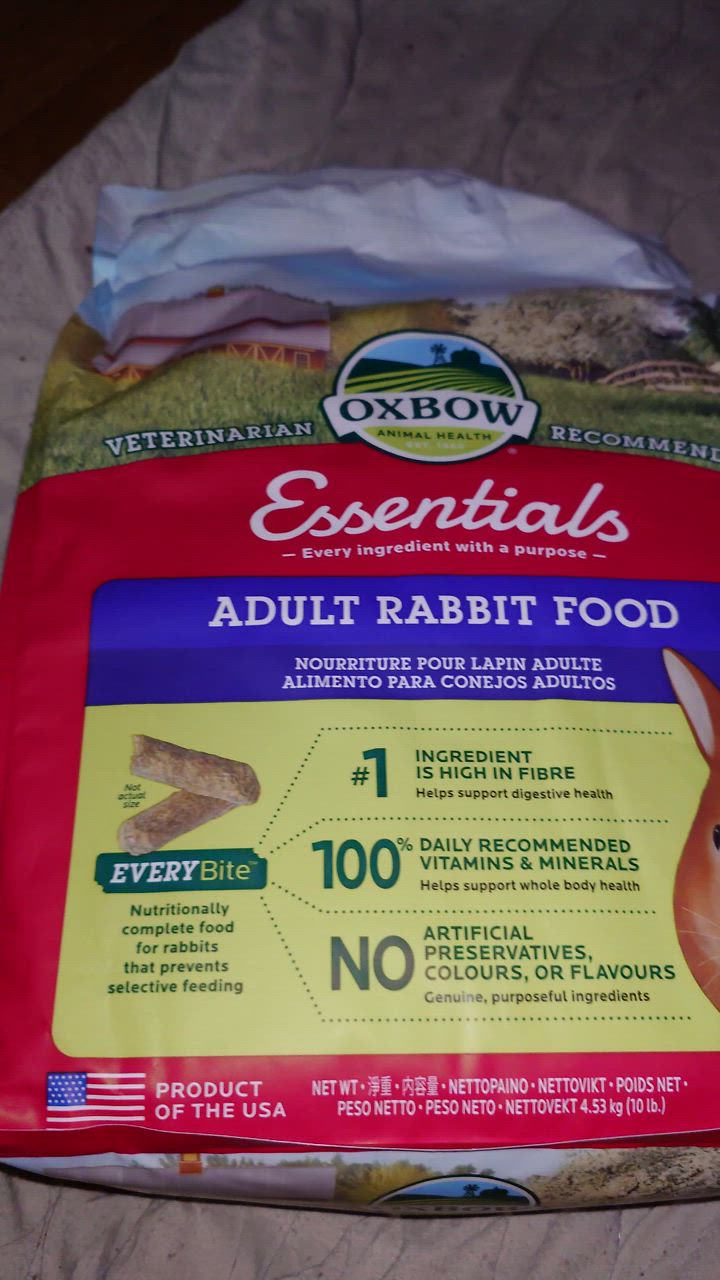 OXBOW
ANIMAL HEALTH
VETERINARIAN
RECOMMEND
Essentials
— Every ingredient with a purpose —
ADULT RABBIT FOOD
NOURRITURE POUR LAPIN ADULTE
ALIMENTO PARA CONEJOS ADULTOS
Not
actual
size
EVERYBite™
Nutritionally
complete food
for rabbits
that prevents
selective feeding
#1 INGREDIENT
IS HIGH IN FIBRE
Helps support digestive health
100% DAILY RECOMMENDED
VITAMINS & MINERALS
Helps support whole body health
NO ARTIFICIAL
PRESERVATIVES,
COLOURS, OR FLAVOURS
Genuine, purposeful ingredients
PRODUCT
OF THE USA
NET WT • 淨重 • 内容量 • NETTOPAINO • NETTOVIKT • POIDS NET •
PESO NETTO • PESO NETO • NETTOVEKT 4.53 kg (10 lb.)
OXBOW